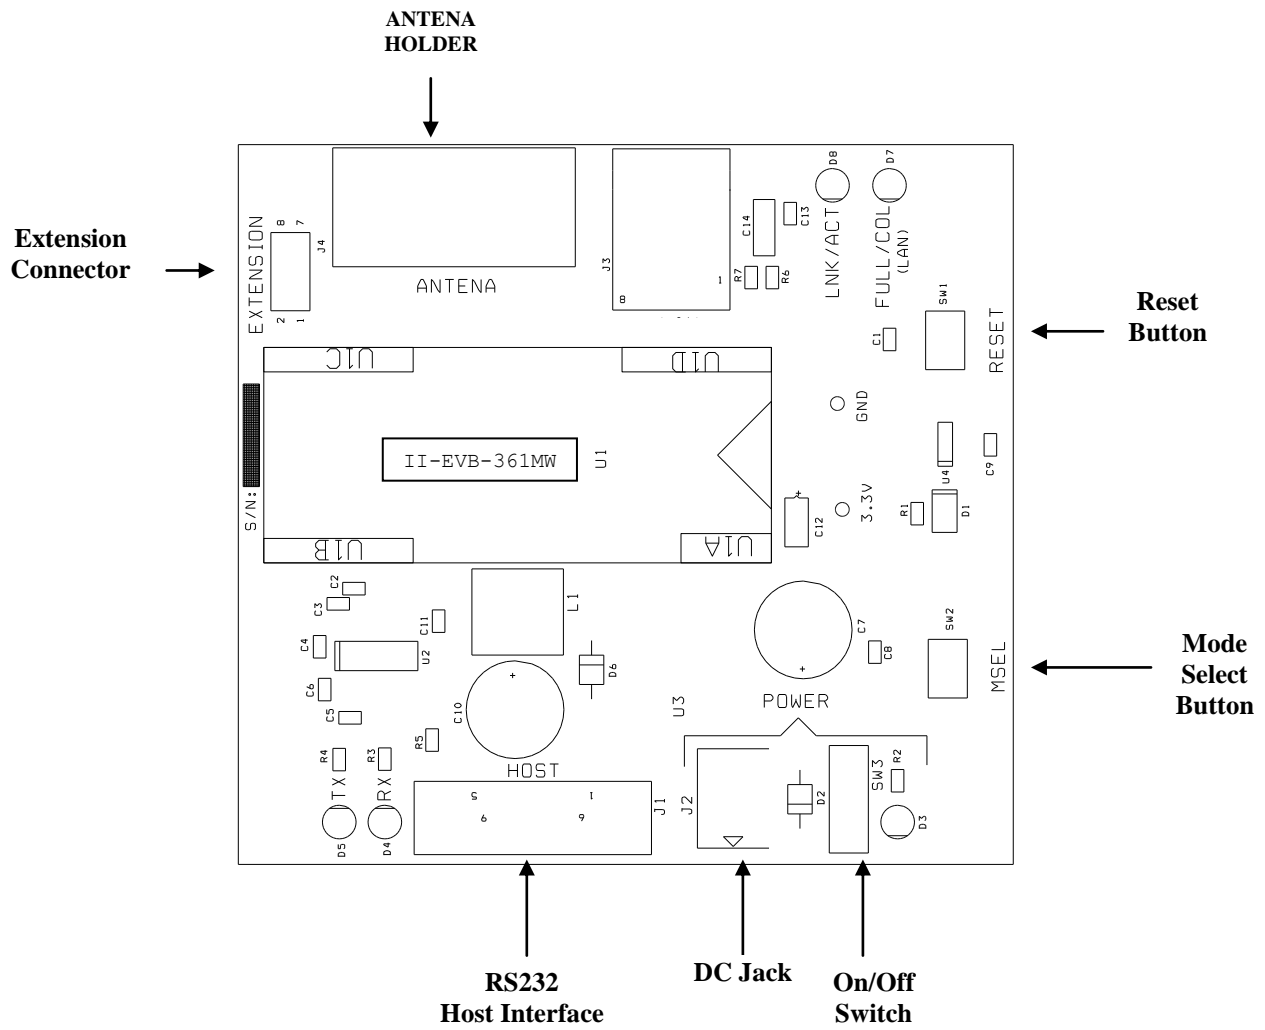 ANTENA
HOLDER
D8
D7
C14
C13
LNK/ACT
FULL/COL
(LAN)
EXTENSION
8 7
J4
2 1
ANTENA
J3
8
1
R7
R6
SW1
RESET
C1
Extension
Connector
Reset
Button
U1C
U1D
GND
II-EVB-361MW
U1
S/N:
U4
C9
3.3V
C12
R1
D1
U1B
U1A
C2
C3
C4
C11
U2
L1
C6
C5
D6
C10
C7
C8
SW2
MSEL
Mode
Select
Button
U3
POWER
R4
R3
R5
HOST
TX
RX
5
1
9
6
J1
J2
D2
SW3
R2
D3
D5
D4
RS232
Host Interface
DC Jack
On/Off
Switch